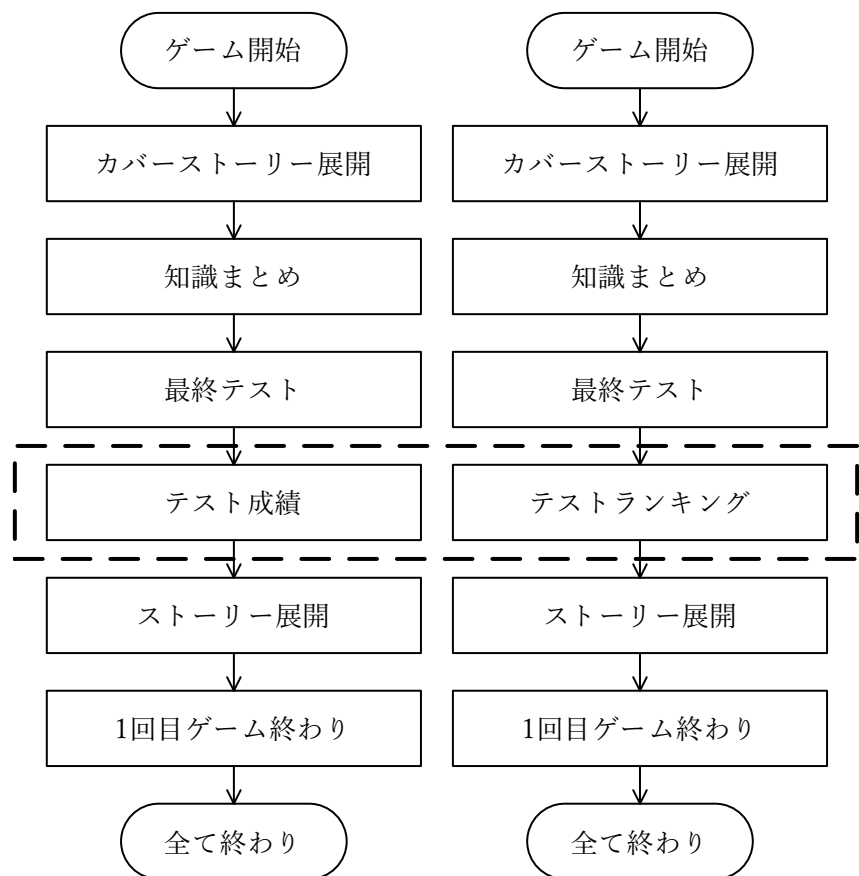 ゲーム開始
カバーストーリー展開
知識まとめ
最終テスト
テスト成績
ストーリー展開
1回目ゲーム終わり
全て終わり
ゲーム開始
カバーストーリー展開
知識まとめ
最終テスト
テストランキング
ストーリー展開
1回目ゲーム終わり
全て終わり